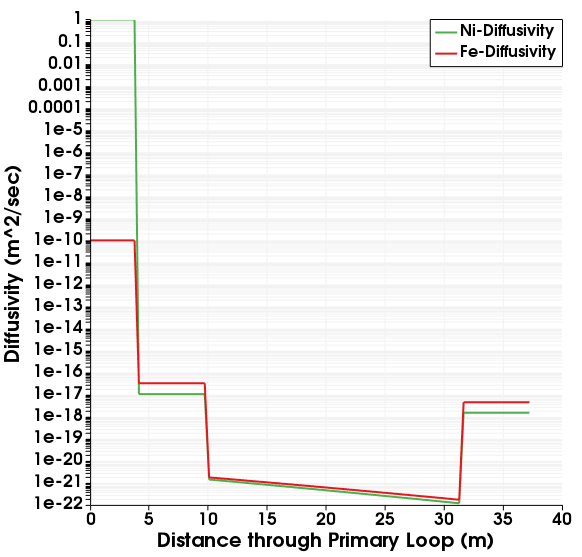 Ni-Diffusivity
Fe-Diffusivity
Diffusivity (m^2/sec)
1
0.1
0.01
0.001
0.0001
1e-5
1e-6
1e-7
1e-8
1e-9
1e-10
1e-11
1e-12
1e-13
1e-14
1e-15
1e-16
1e-17
1e-18
1e-19
1e-20
1e-21
1e-22
0 5 10 15 20 25 30 35 40
Distance through Primary Loop (m)